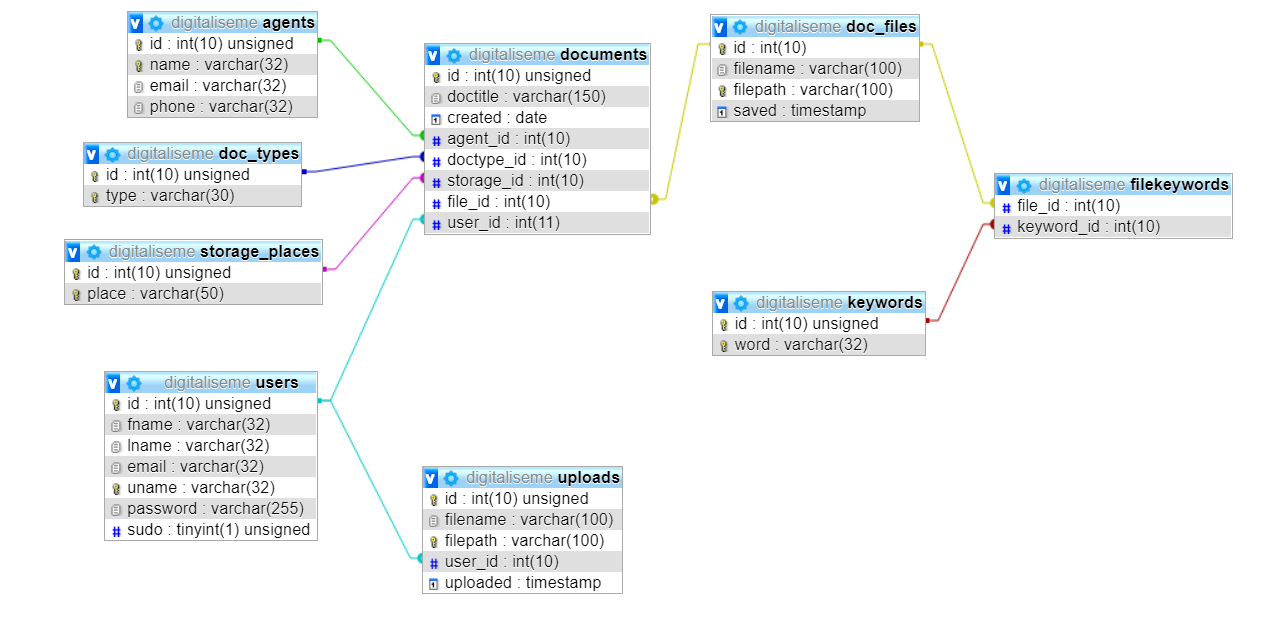 digitaliseme agents
id : int(10) unsigned
name : varchar(32)
email : varchar(32)
phone : varchar(32)
digitaliseme doc_types
id : int(10) unsigned
type : varchar(30)
digitaliseme storage_places
id : int(10) unsigned
place : varchar(50)
digitaliseme users
id : int(10) unsigned
fname : varchar(32)
lname : varchar(32)
email : varchar(32)
uname : varchar(32)
password : varchar(255)
sudo : tinyint(1) unsigned
digitaliseme documents
id : int(10) unsigned
doctitle : varchar(150)
created : date
agent_id : int(10)
doctype_id : int(10)
storage_id : int(10)
file_id : int(10)
user_id : int(11)
digitaliseme uploads
id : int(10) unsigned
filename : varchar(100)
filepath : varchar(100)
user_id : int(10)
uploaded : timestamp
digitaliseme doc_files
id : int(10)
filename : varchar(100)
filepath : varchar(100)
saved : timestamp
digitaliseme keywords
id : int(10) unsigned
word : varchar(32)
digitaliseme filekeywords
file_id : int(10)
keyword_id : int(10)